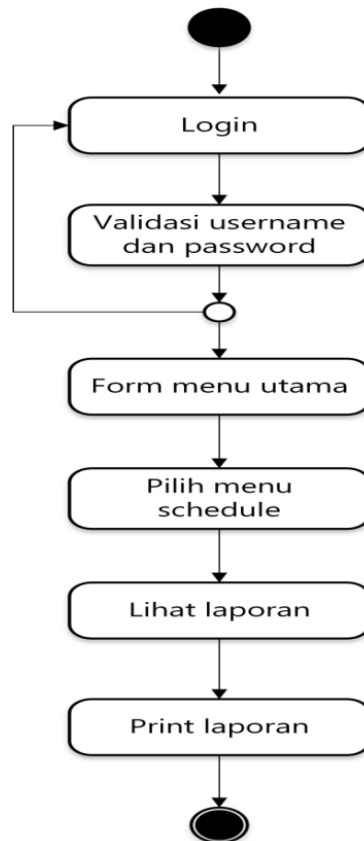 Login
Validasi username
dan password
Form menu utama
Pilih menu
schedule
Lihat laporan
Print laporan